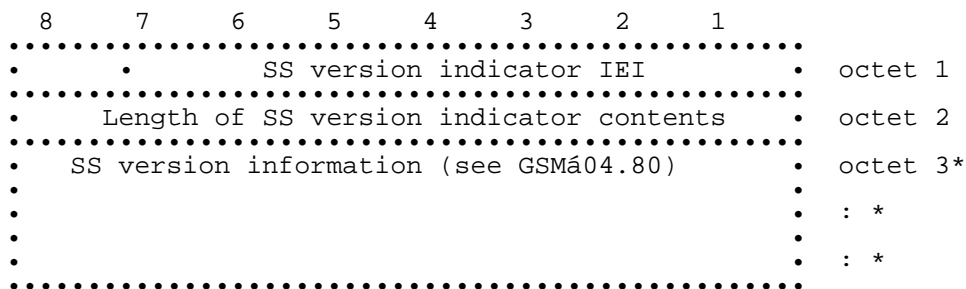 8 7 6 5 4 3 2 1
SS version indicator IEI octet 1
Length of SS version indicator contents octet 2
SS version information (see GSMá04.80) octet 3*
: *
: *